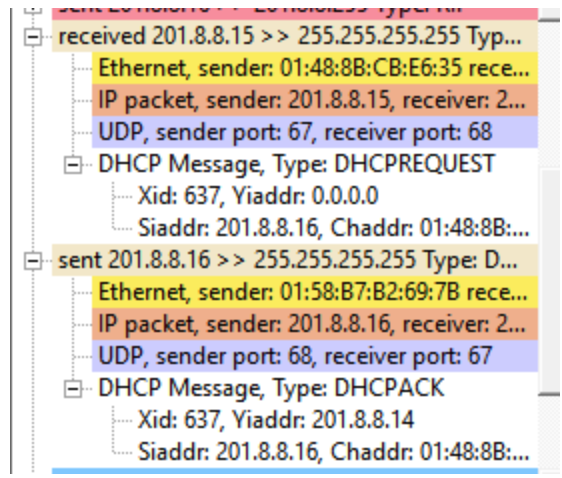 received 201.8.8.15 >> 255.255.255.255 Typ...
Ethernet, sender: 01:48:8B:CB:E6:35 rece...
IP packet, sender: 201.8.8.15, receiver: 2...
UDP, sender port: 67, receiver port: 68
DHCP Message, Type: DHCPREQUEST
Xid: 637, Yiaddr: 0.0.0.0
Siaddr: 201.8.8.16, Chaddr: 01:48:8B:...
sent 201.8.8.16 >> 255.255.255.255 Type: D...
Ethernet, sender: 01:58:B7:B2:69:7B rece...
IP packet, sender: 201.8.8.16, receiver: 2...
UDP, sender port: 68, receiver port: 67
DHCP Message, Type: DHCPACK
Xid: 637, Yiaddr: 201.8.8.14
Siaddr: 201.8.8.16, Chaddr: 01:48:8B:...